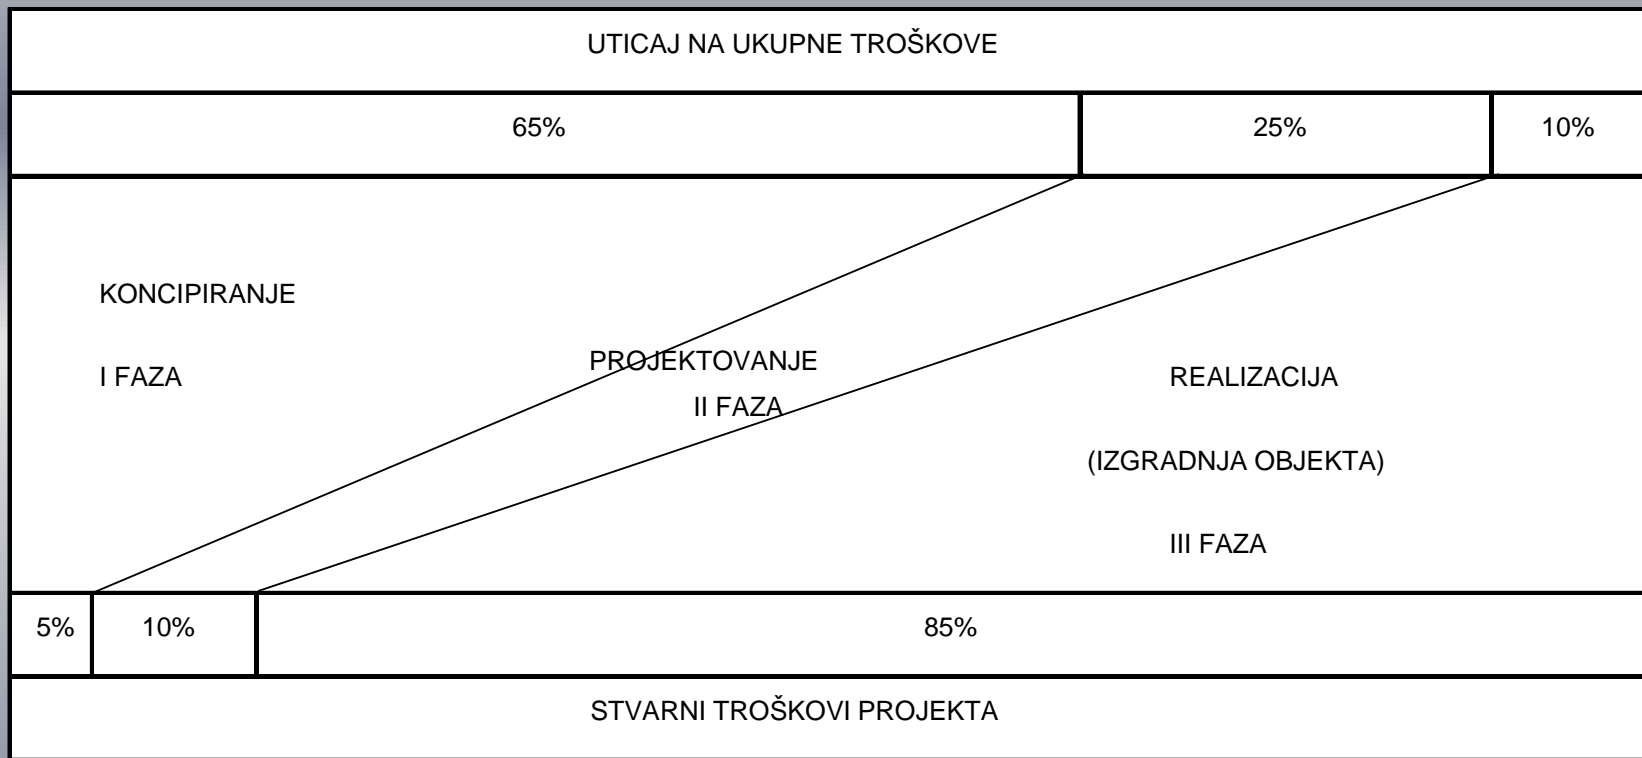 UTICAJ NA UKUPNE TROŠKOVE
65% 25% 10%
KONCIPIRANJE
I FAZA
PROJEKTOVANJE
II FAZA
REALIZACIJA
(IZGRADNJA OBJEKTA)
III FAZA
5% 10% 85%
STVARNI TROŠKOVI PROJEKTA